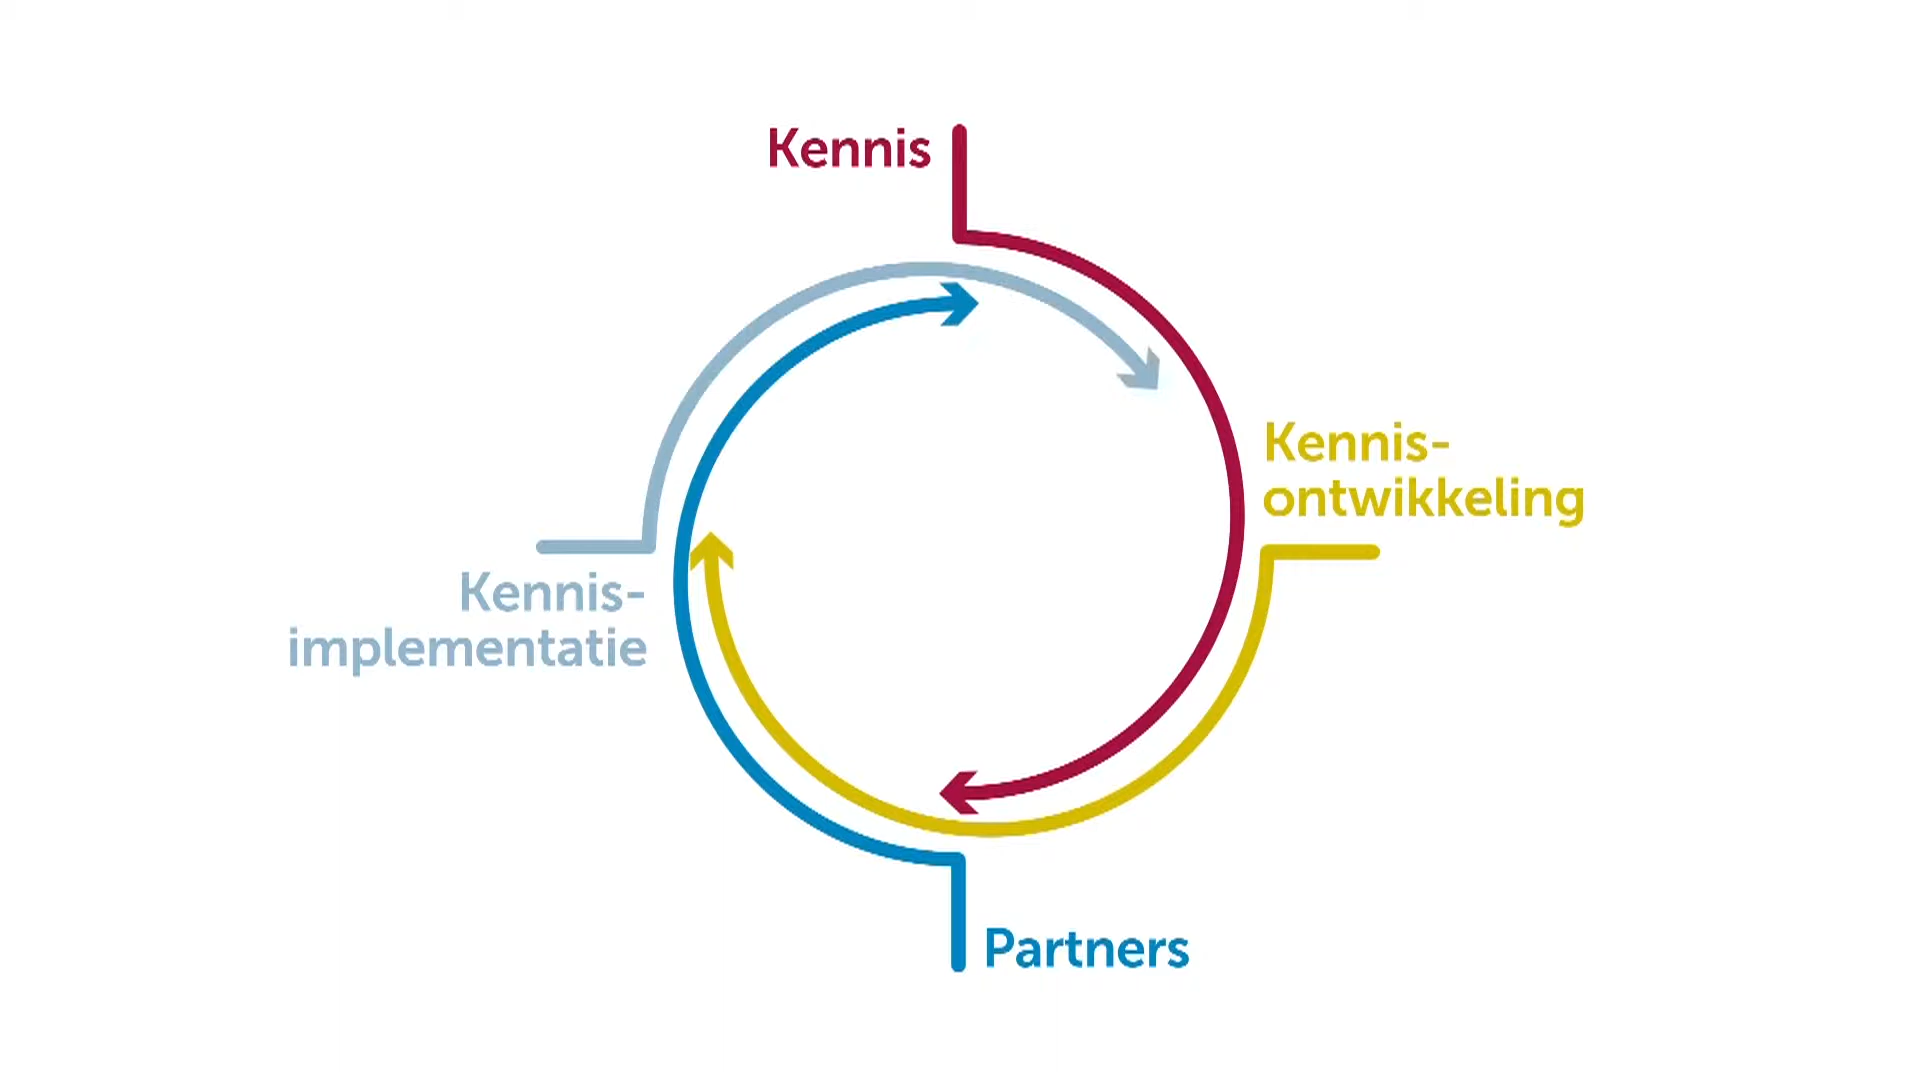 Kennis
Kennis-
ontwikkeling
Kennis-
implementatie
Partners